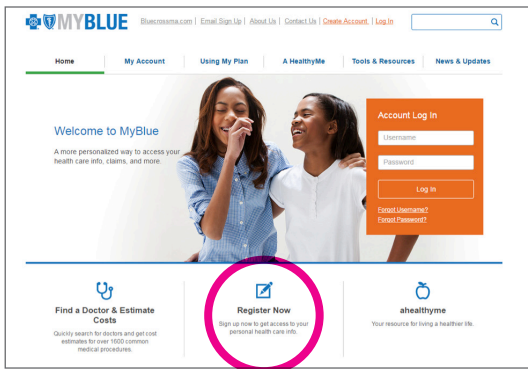 MYBLUE
Bluecrossma.com | Email Sign Up | About Us | Contact Us | Create Account | Log In
Home My Account Using My Plan A HealthyMe Tools & Resources News & Updates
Welcome to MyBlue
A more personalized way to access your
health care info, claims, and more.
Account Log In
Username
Password
Log In
Forgot Username?
Forgot Password?
Find a Doctor & Estimate
Costs
Quickly search for doctors and get cost
estimates for over 1600 common
medical procedures.
Register Now
Sign up now to get access to your
personal health care info.
ahealthyme
Your resource for living a healthier life.